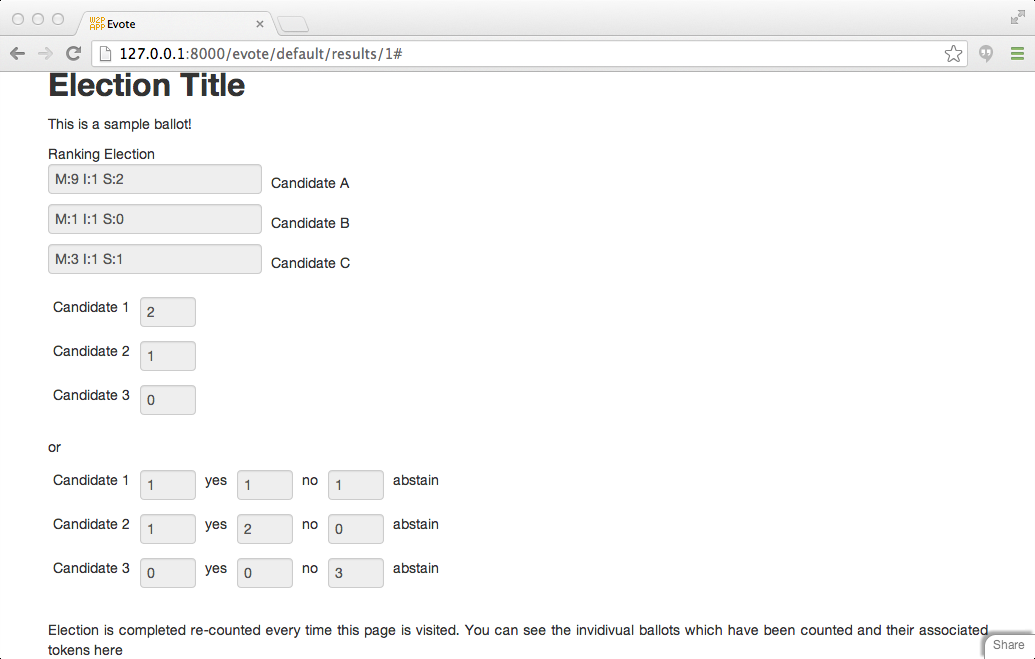 WEB APP Evote
127.0.0.1:8000/evote/default/results/1#
Election Title
This is a sample ballot!
Ranking Election
M:9 I:1 S:2 Candidate A
M:1 I:1 S:0 Candidate B
M:3 I:1 S:1 Candidate C
Candidate 1 2
Candidate 2 1
Candidate 3 0
or
Candidate 1 1 yes 1 no 1 abstain
Candidate 2 1 yes 2 no 0 abstain
Candidate 3 0 yes 0 no 3 abstain
Election is completed re-counted every time this page is visited. You can see the invidivual ballots which have been counted and their associated
tokens here
Share